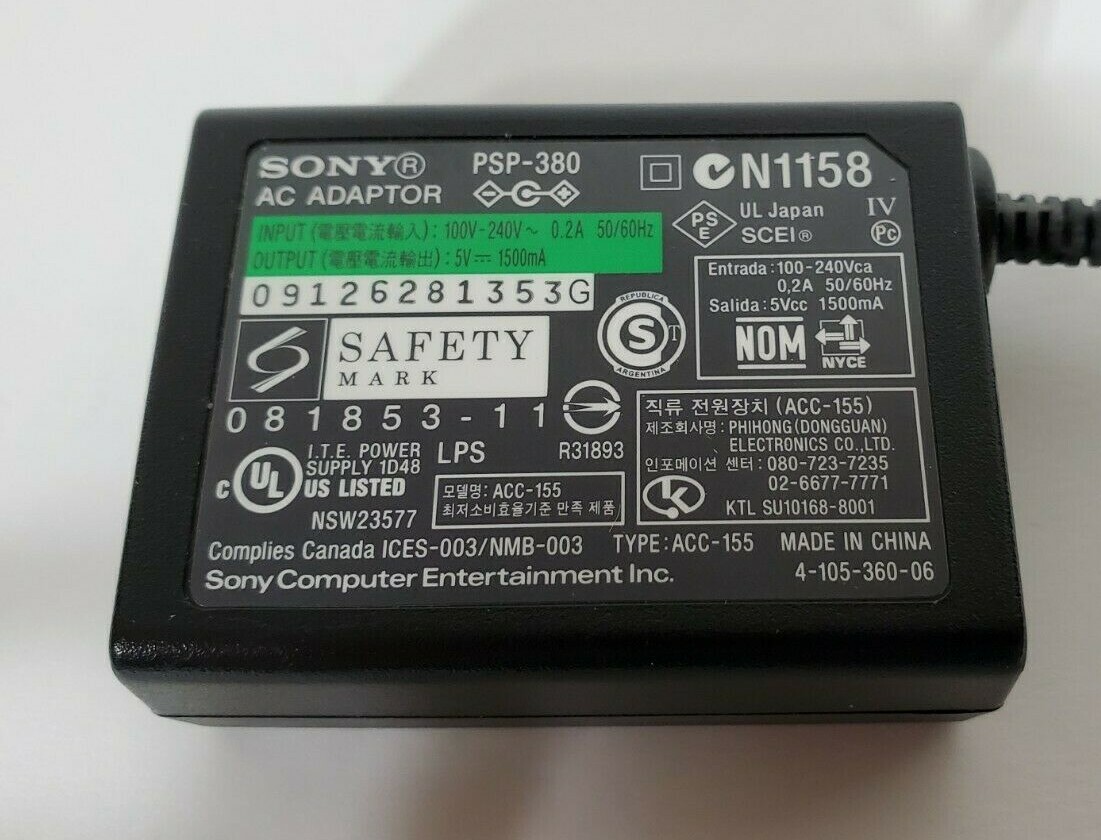 SONY® PSP-380
AC ADAPTOR
N1158
INPUT (電壓電流輸入) : 100V-240V～ 0.2A 50/60Hz
OUTPUT (電壓電流輸出) : 5V⎓ 1500mA
PS
E
UL Japan
SCEI®
IV
Pc
09126281353G
SAFETY
MARK
081853-11
REPUBLICA
S T
ARGENTINA
Entrada : 100-240Vca
0,2A 50/60Hz
Salida : 5Vcc 1500mA
NOM
NYCE
I.T.E. POWER
SUPPLY 1D48
C UL US LISTED
LPS
R31893
NSW23577
모델명 : ACC-155
최저소비효율기준 만족 제품
직류 전원장치 (ACC-155)
제조회사명 : PHIHONG (DONGGUAN)
ELECTRONICS CO., LTD.
인포메이션 센터 : 080-723-7235
02-6677-7771
KTL SU10168-8001
Complies Canada ICES-003/NMB-003 TYPE : ACC-155 MADE IN CHINA
Sony Computer Entertainment Inc. 4-105-360-06